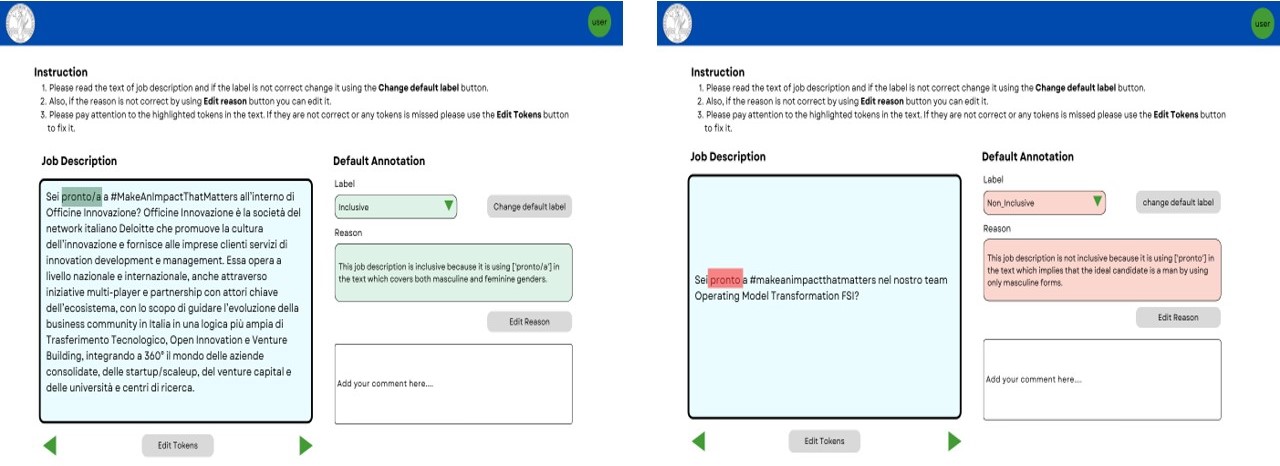 user
Instruction
1. Please read the text of job description and if the label is not correct change it using the Change default label button.
2. Also, if the reason is not correct by using Edit reason button you can edit it.
3. Please pay attention to the highlighted tokens in the text. If they are not correct or any tokens is missed please use the Edit Tokens button
to fix it.
Job Description
Sei pronto/a a #MakeAnImpactThatMatters all'interno di
Officine Innovazione? Officine Innovazione è la società del
network italiano Deloitte che promuove la cultura
dell'innovazione e fornisce alle imprese clienti servizi di
innovation development e management. Essa opera a
livello nazionale e internazionale, anche attraverso
iniziative multi-player e partnership con attori chiave
dell'ecosistema, con lo scopo di guidare l'evoluzione della
business community in Italia in una logica più ampia di
Trasferimento Tecnologico, Open Innovation e Venture
Building, integrando a 360° il mondo delle aziende
consolidate, delle startup/scaleup, del venture capital e
delle università e centri di ricerca.
Edit Tokens
Default Annotation
Label
Inclusive
Change default label
Reason
This job description is inclusive because it is using ['pronto/a'] in
the text which covers both masculine and feminine genders.
Edit Reason
Add your comment here....
user
Instruction
1. Please read the text of job description and if the label is not correct change it using the Change default label button.
2. Also, if the reason is not correct by using Edit reason button you can edit it.
3. Please pay attention to the highlighted tokens in the text. If they are not correct or any tokens is missed please use the Edit Tokens button
to fix it.
Job Description
Sei pronto a #makeanimpactthatmatters nel nostro team
Operating Model Transformation FSI?
Edit Tokens
Default Annotation
Label
Non_Inclusive
change default label
Reason
This job description is not inclusive because it is using ['pronto'] in
the text which implies that the ideal candidate is a man by using
only masculine forms.
Edit Reason
Add your comment here....